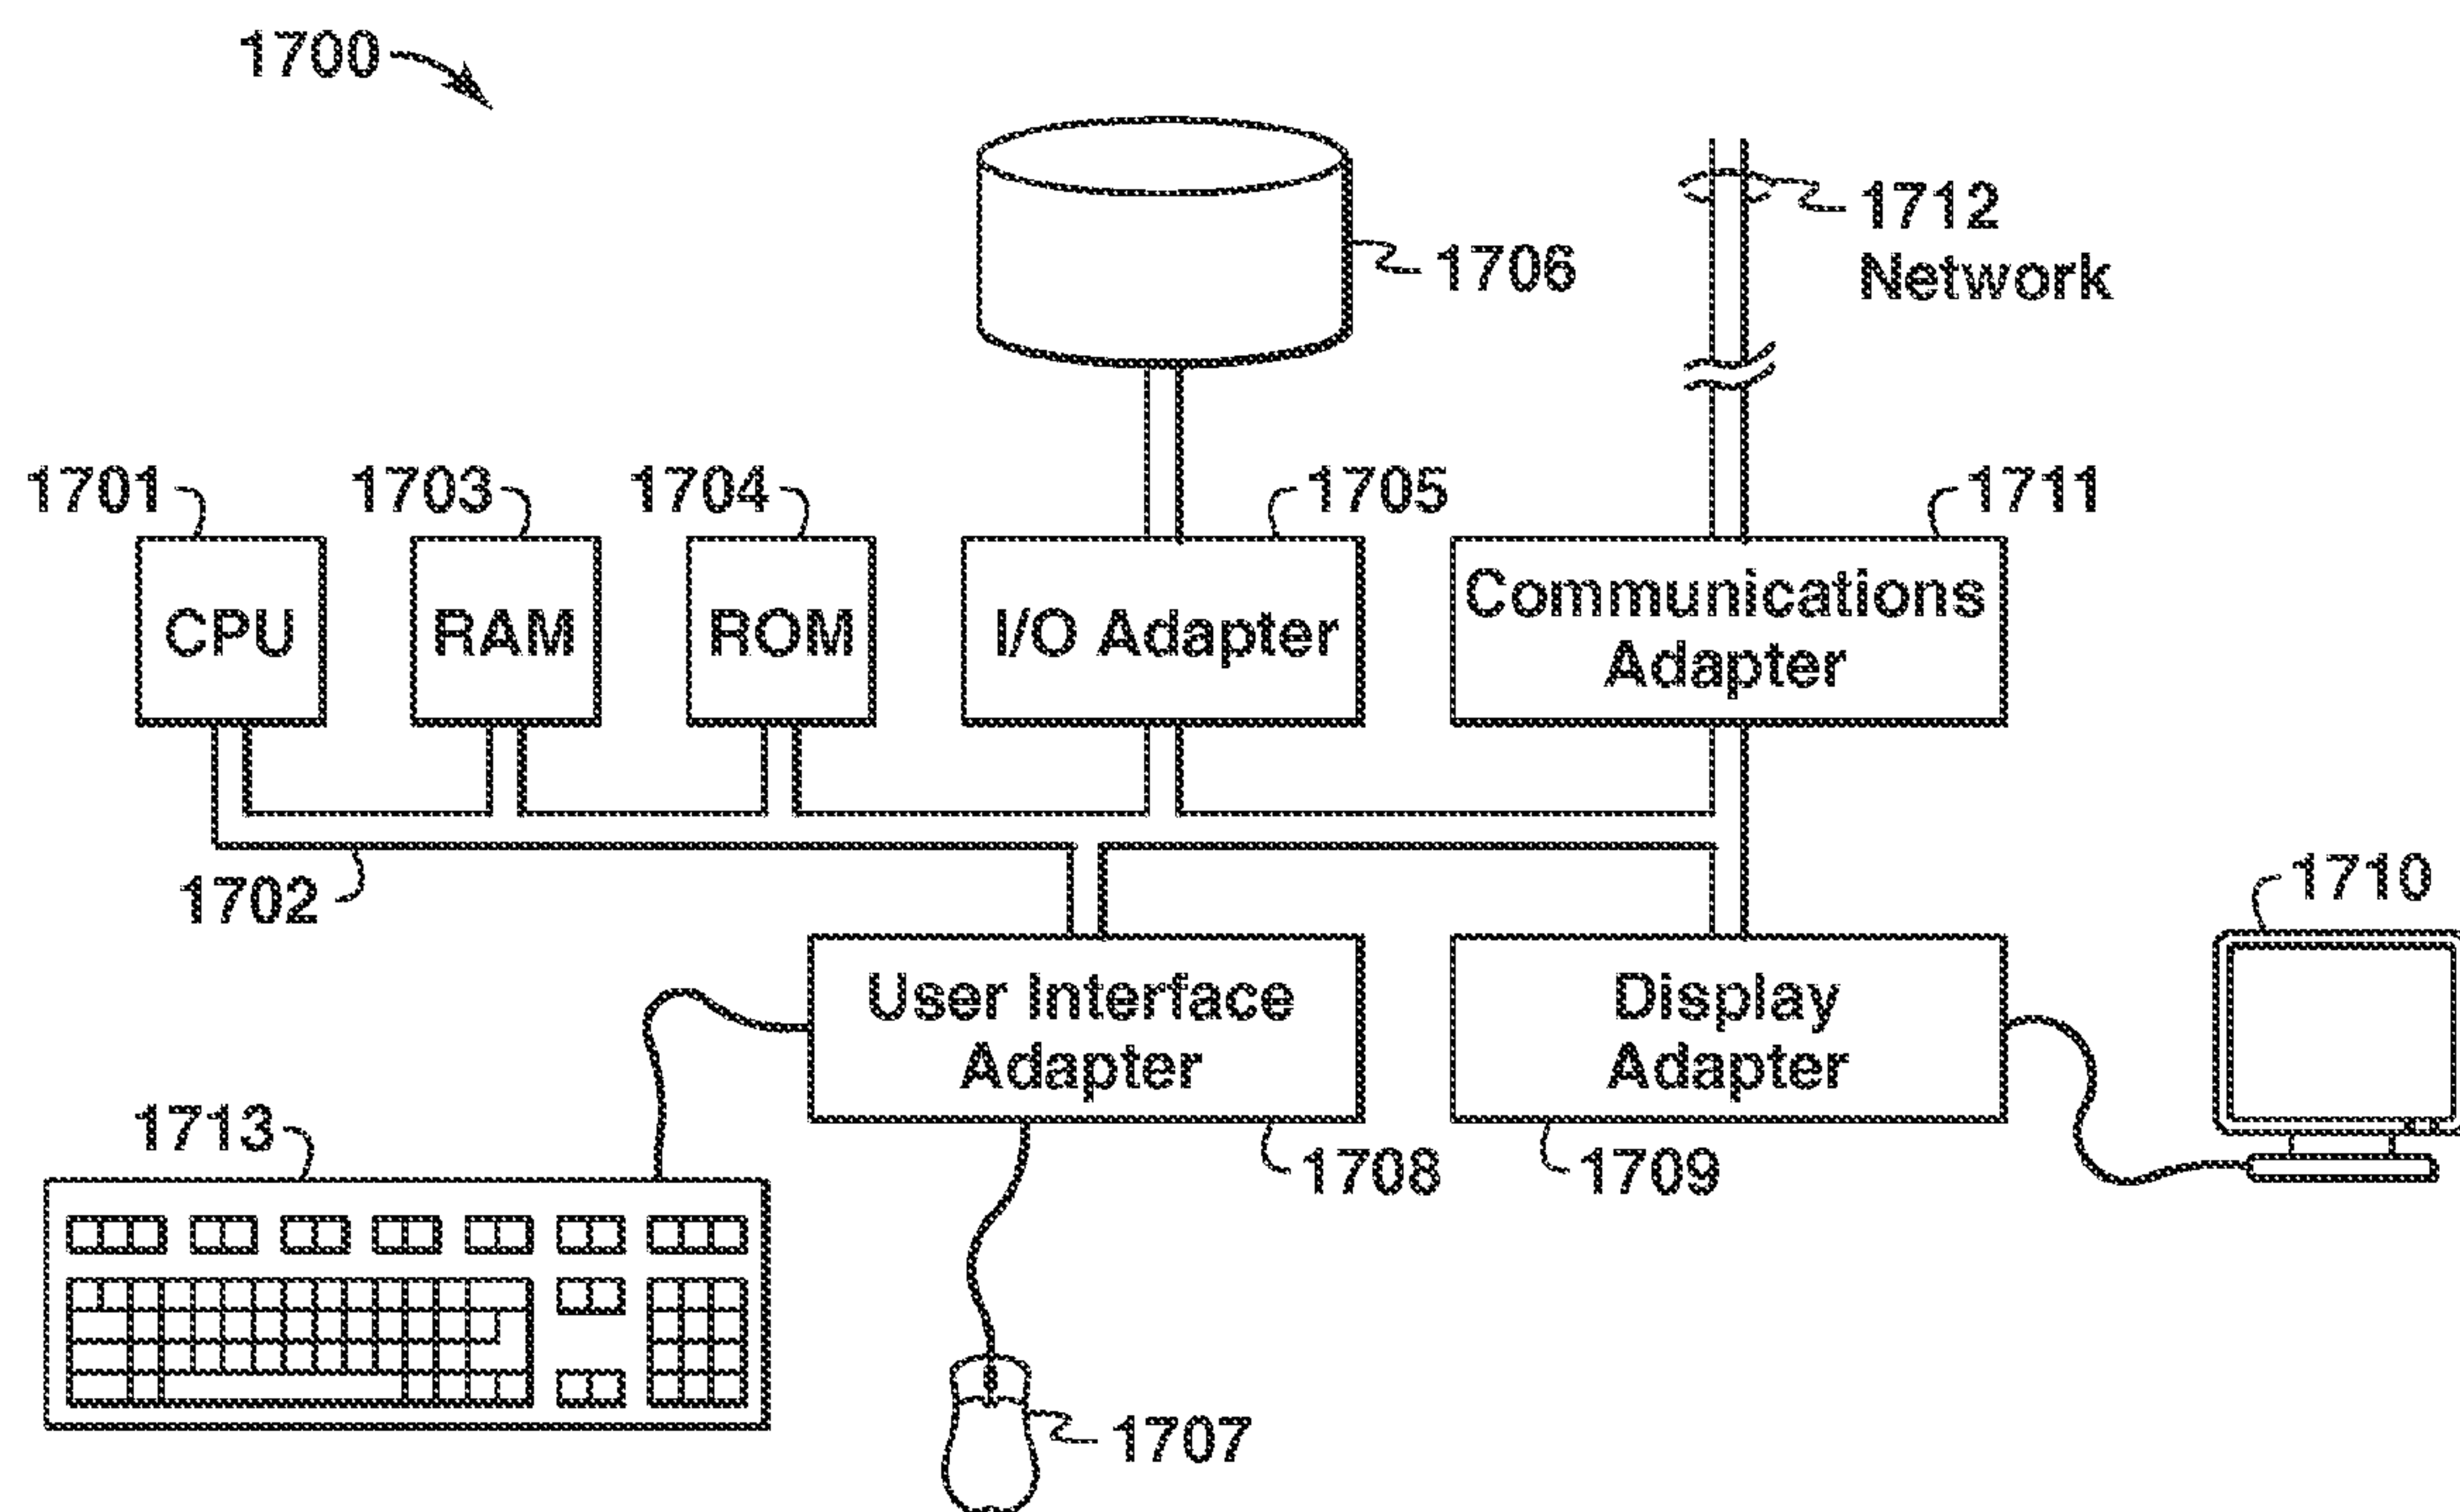 1700
1712
Network
1706
1701
1703
1704
1705
1711
CPU
RAM
ROM
I/O Adapter
Communications
Adapter
1702
1710
User Interface
Adapter
Display
Adapter
1713
1708
1709
1707